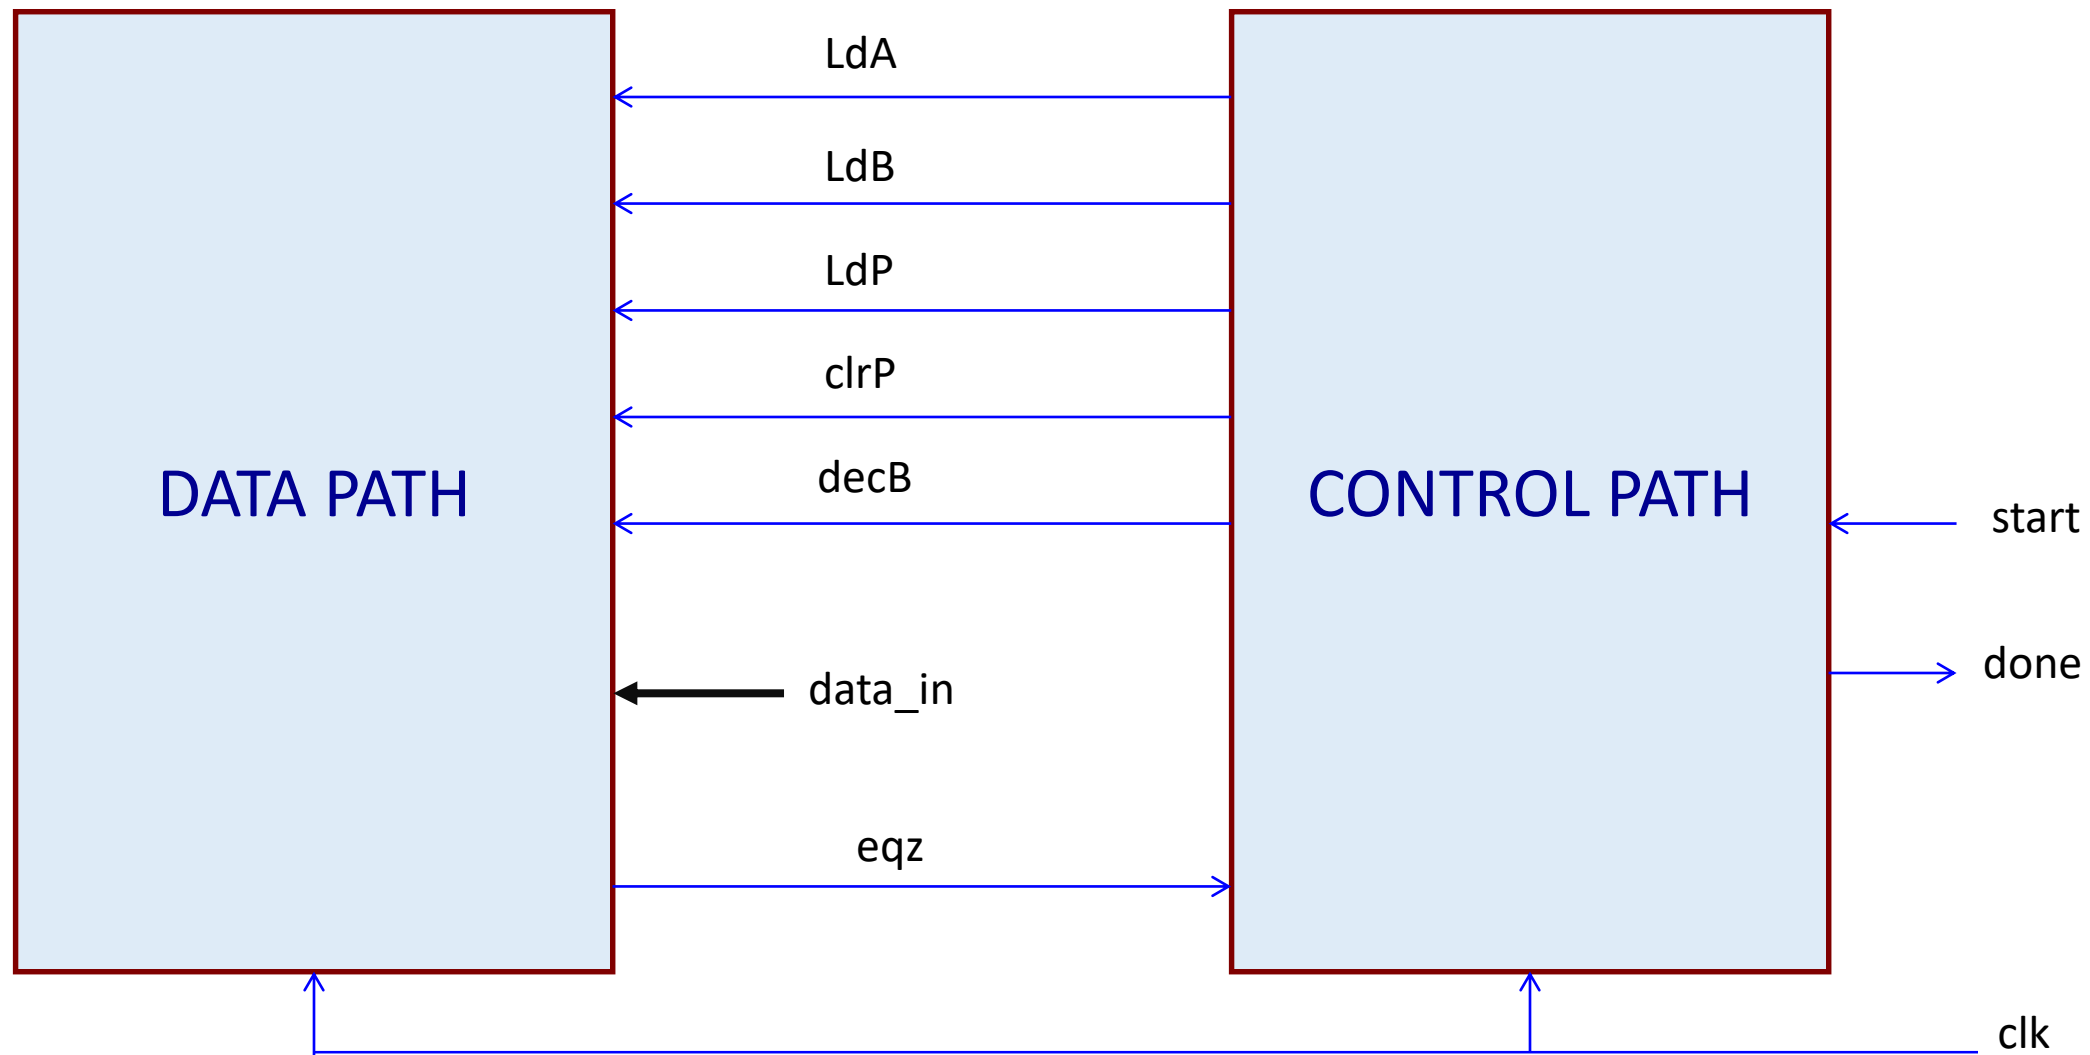 LdA
LdB
LdP
clrP
decB
DATA PATH
CONTROL PATH
start
done
data_in
eqz
clk